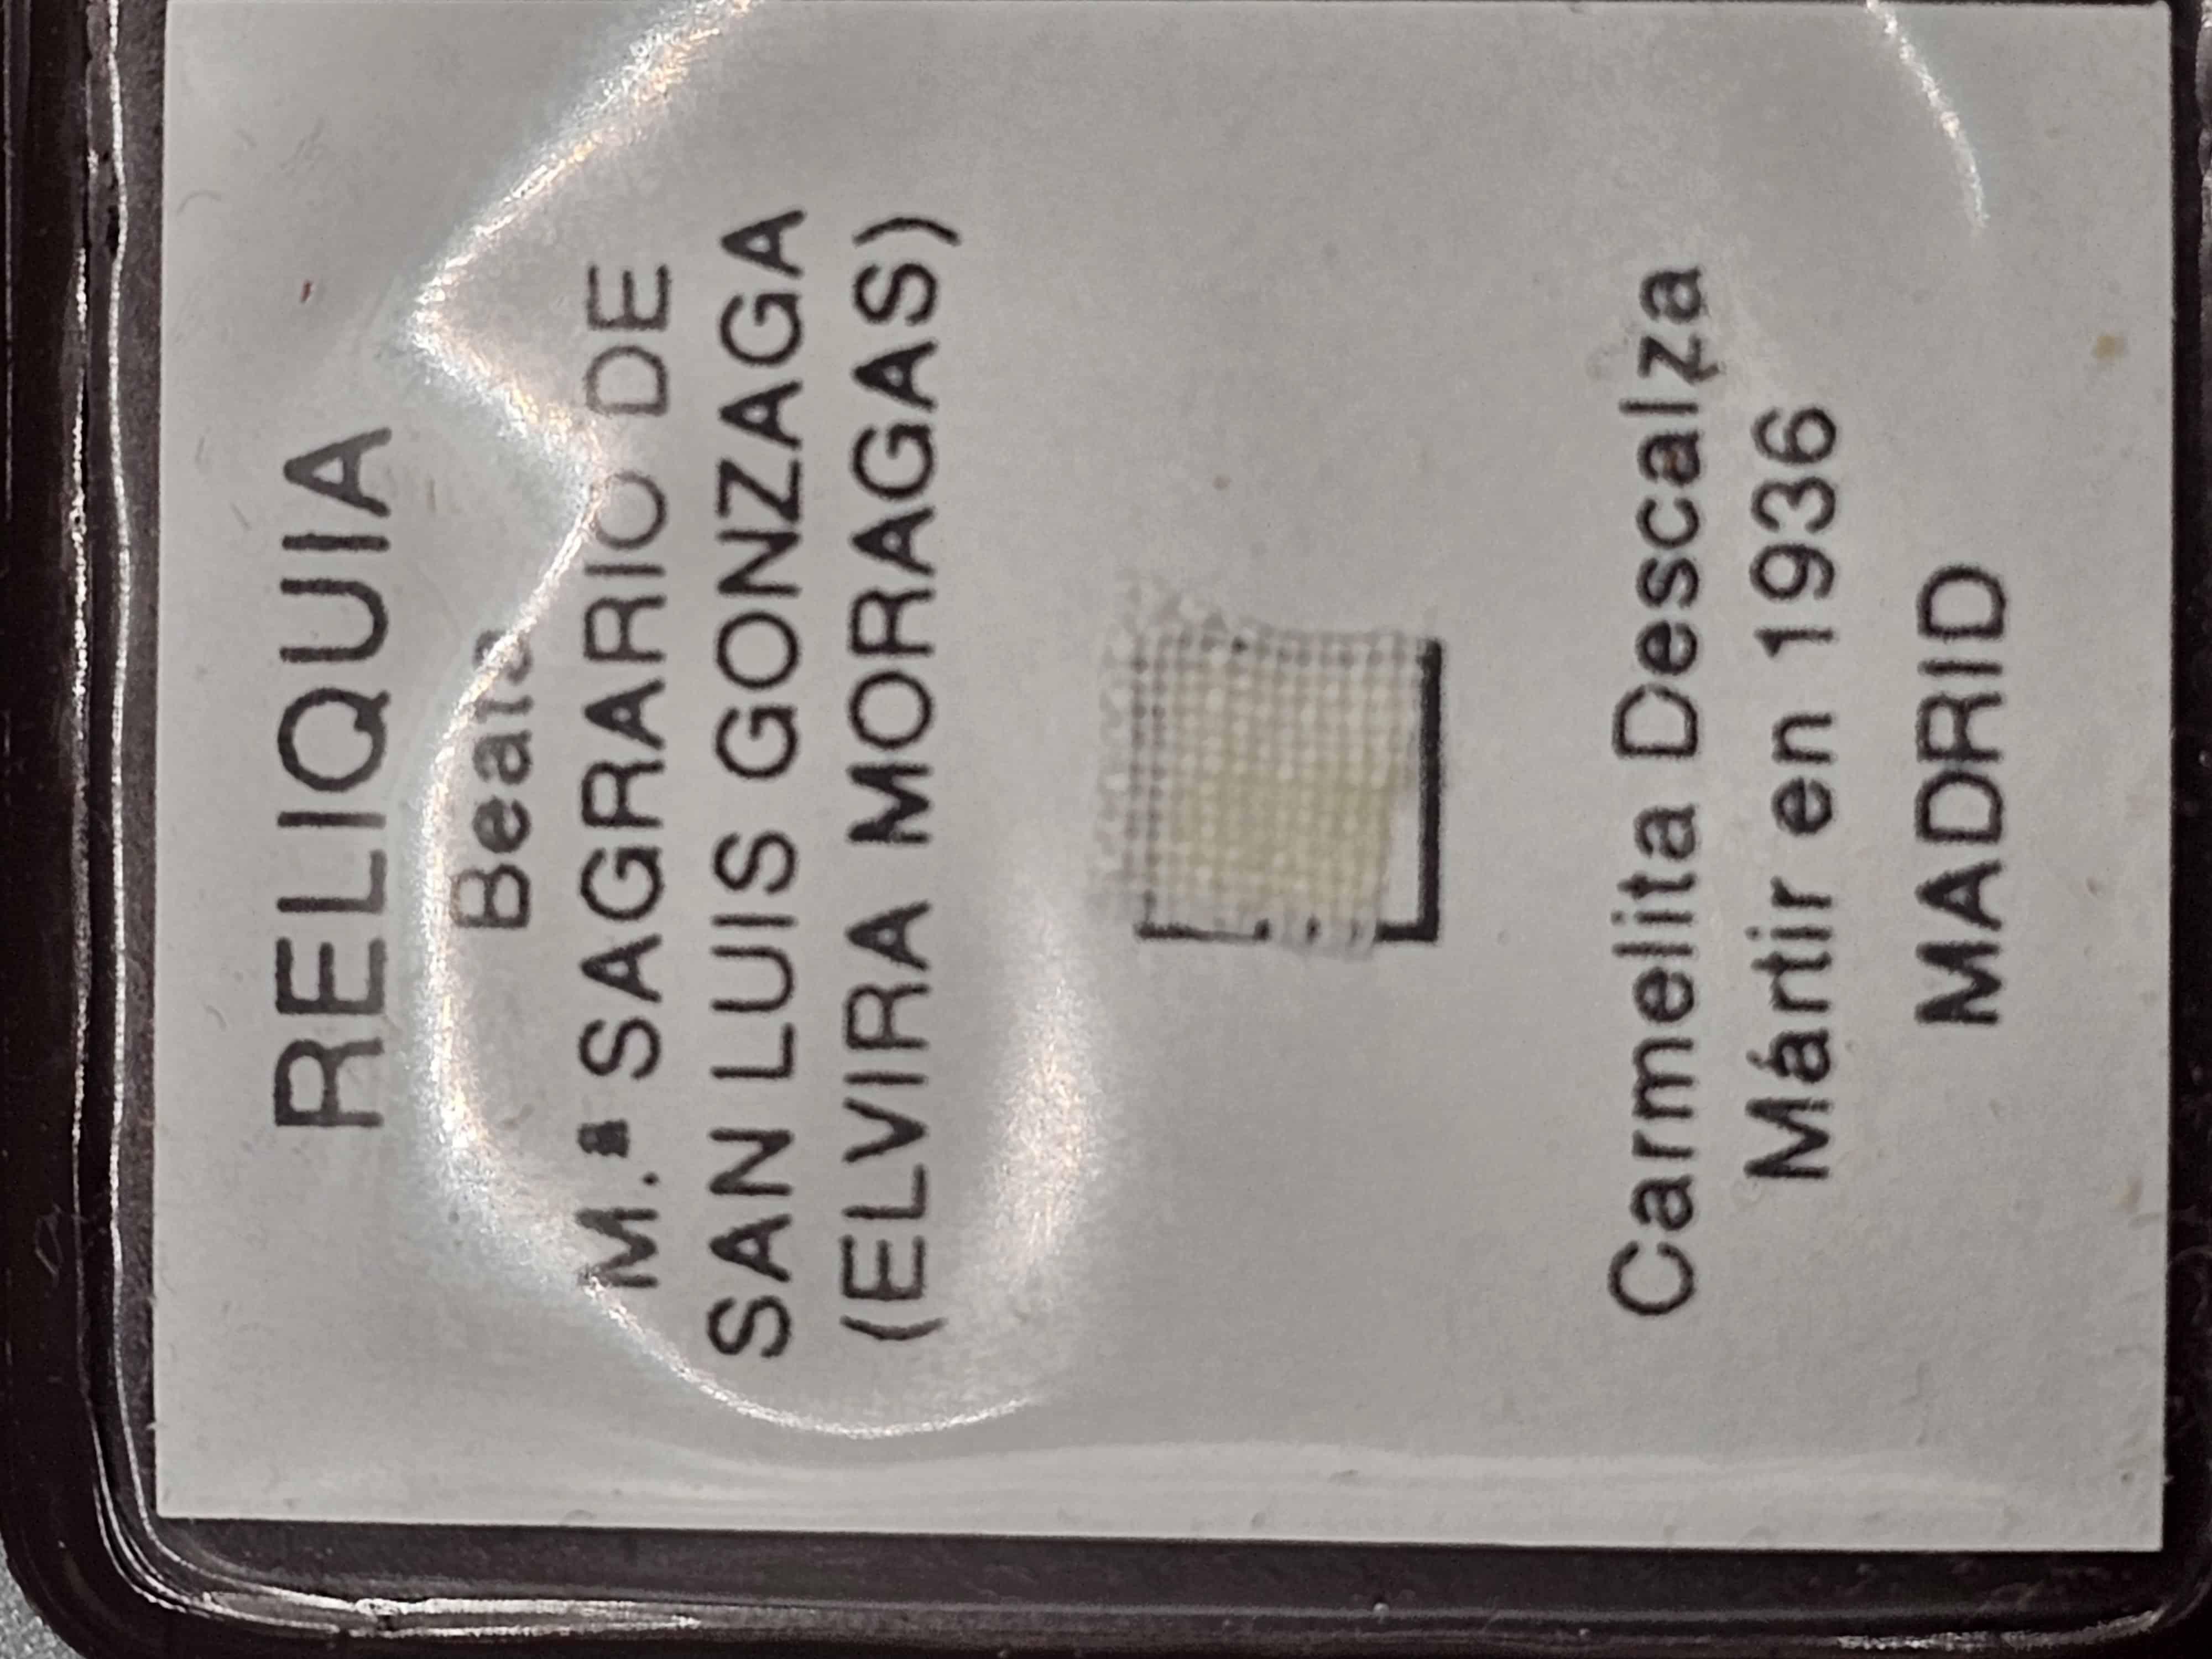 RELIQUIA
Beata
M.ª SAGRARIO DE
SAN LUIS GONZAGA
(ELVIRA MORAGAS)
Carmelita Descalza
Mártir en 1936
MADRID